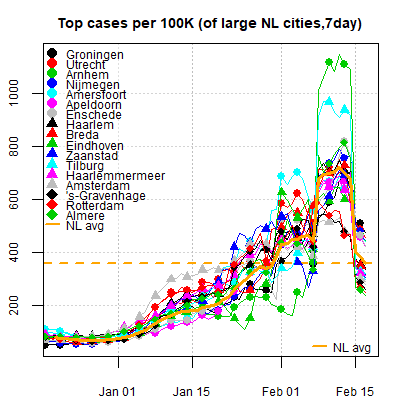 Top cases per 100K (of large NL cities,7day)
Groningen
Utrecht
Arnhem
Nijmegen
Amersfoort
Apeldoorn
Enschede
Haarlem
Breda
Eindhoven
Zaanstad
Tilburg
Haarlemmermeer
Amsterdam
's-Gravenhage
Rotterdam
Almere
NL avg
1000
800
600
400
200
NL avg
Jan 01
Jan 15
Feb 01
Feb 15